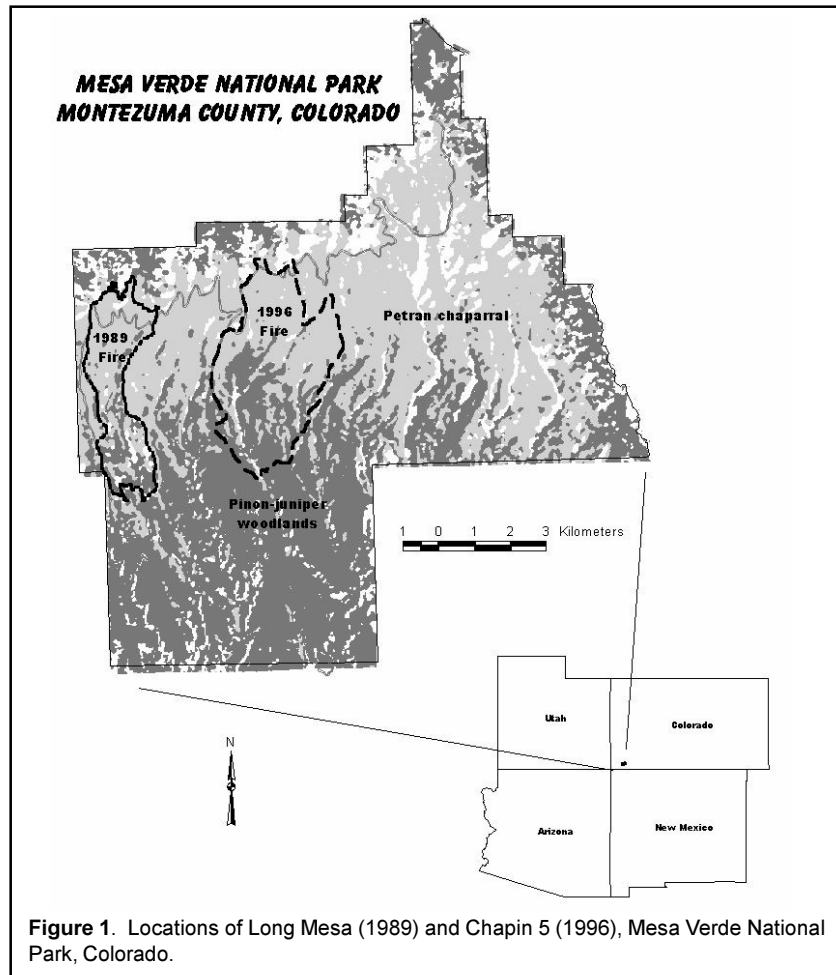 MESA VERDE NATIONAL PARK
MONTEZUMA COUNTY, COLORADO
1996
Fire
Petran chaparral
1989
Fire
Pinon-juniper
woodlands
1 0 1 2 3 Kilometers
N
Utah
Colorado
Arizona
New Mexico
Figure 1. Locations of Long Mesa (1989) and Chapin 5 (1996), Mesa Verde National
Park, Colorado.